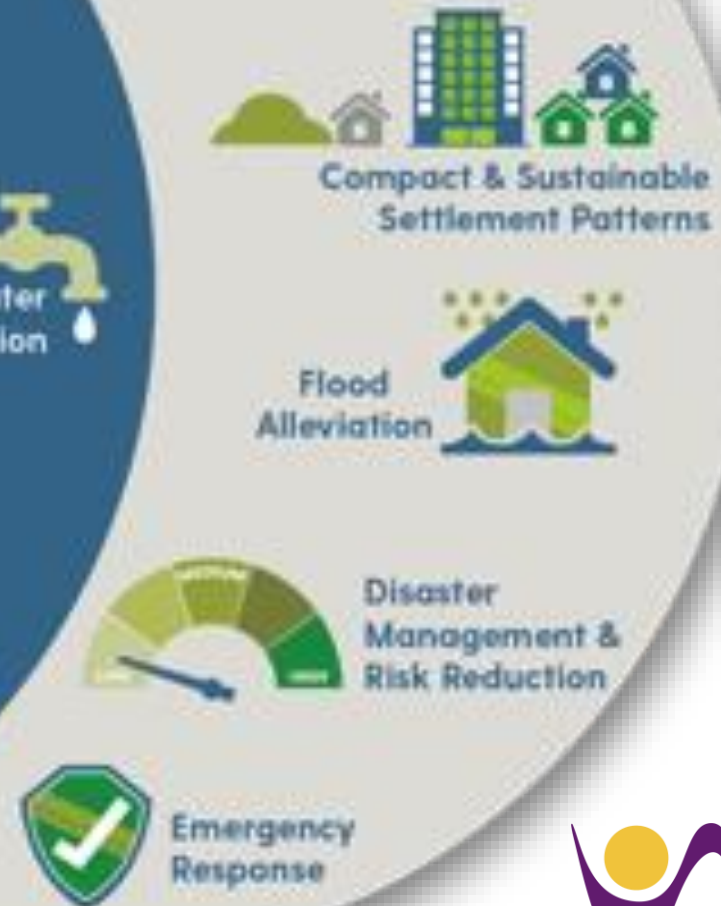 Compact & Sustainable
Settlement Patterns
ter
ion
Flood
Alleviation
Disaster
Management &
Risk Reduction
Emergency
Response